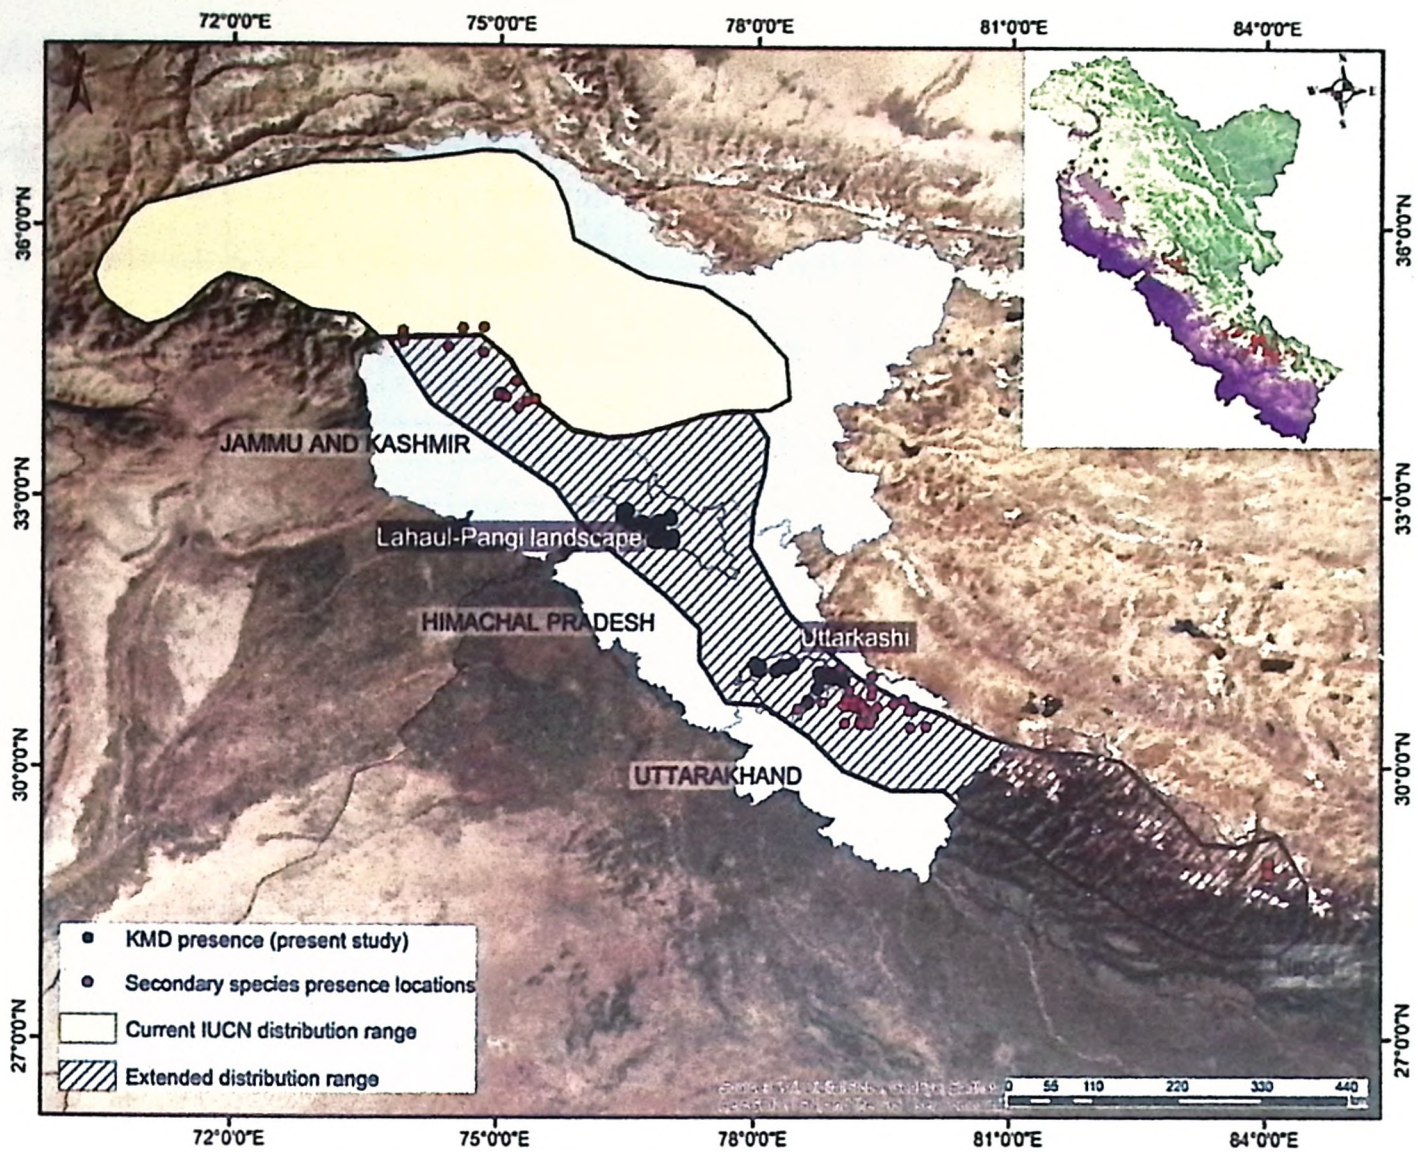 72°0'0"E 75°0'0"E 78°0'0"E 81°0'0"E 84°0'0"E
N
W E
S
36°0'0"N 36°0'0"N
JAMMU AND KASHMIR
33°0'0"N 33°0'0"N
Lahaul-Pangi landscape
HIMACHAL PRADESH
Uttarkashi
30°0'0"N 30°0'0"N
UTTARAKHAND
Nepal
KMD presence (present study)
Secondary species presence locations
Current IUCN distribution range
Extended distribution range
27°0'0"N 27°0'0"N
0 55 110 220 330 440
72°0'0"E 75°0'0"E 78°0'0"E 81°0'0"E 84°0'0"E